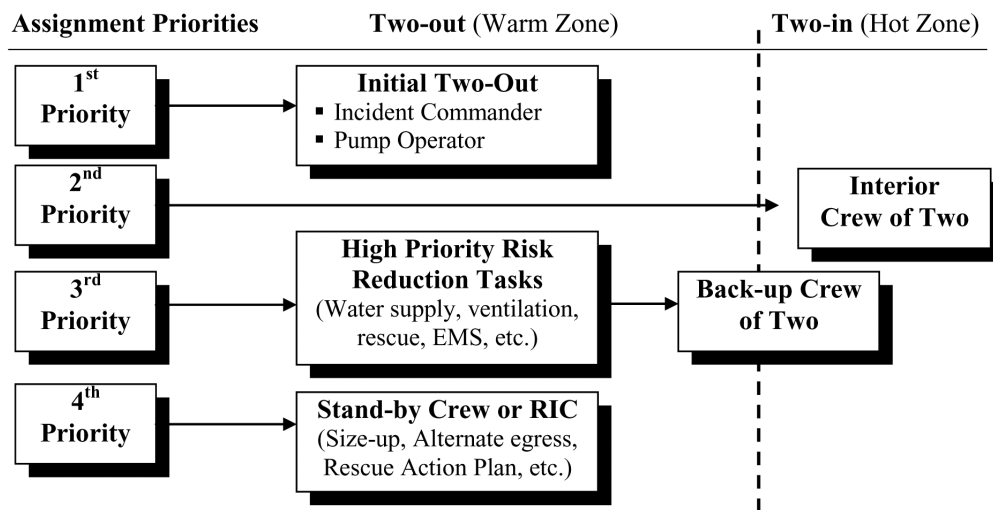 Assignment Priorities Two-out (Warm Zone) Two-in (Hot Zone)
1st
Priority
Initial Two-Out
▪ Incident Commander
▪ Pump Operator
2nd
Priority
Interior
Crew of Two
3rd
Priority
High Priority Risk
Reduction Tasks
(Water supply, ventilation,
rescue, EMS, etc.)
Back-up Crew
of Two
4th
Priority
Stand-by Crew or RIC
(Size-up, Alternate egress,
Rescue Action Plan, etc.)